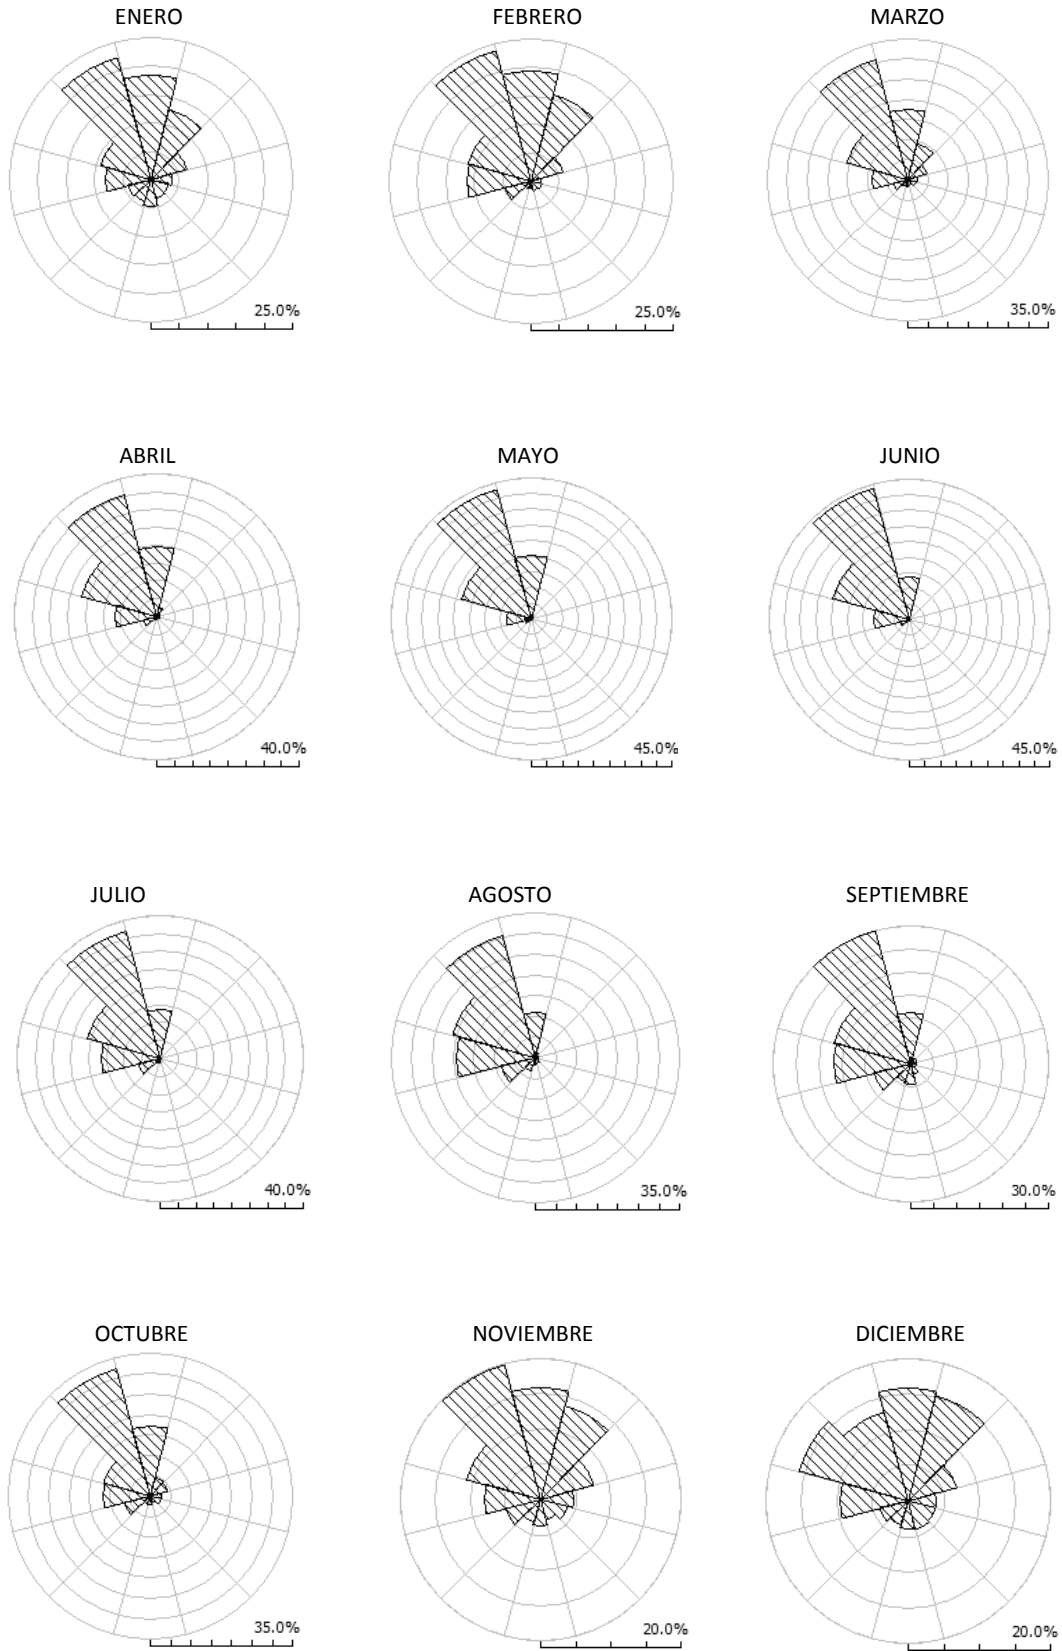 ENERO
FEBRERO
MARZO
25.0%
25.0%
35.0%
ABRIL
MAYO
JUNIO
40.0%
45.0%
45.0%
JULIO
AGOSTO
SEPTIEMBRE
40.0%
35.0%
30.0%
OCTUBRE
NOVIEMBRE
DICIEMBRE
35.0%
20.0%
20.0%